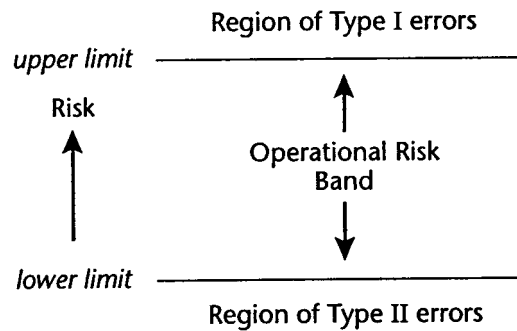 Region of Type I errors
upper limit
Risk
Operational Risk
Band
lower limit
Region of Type II errors